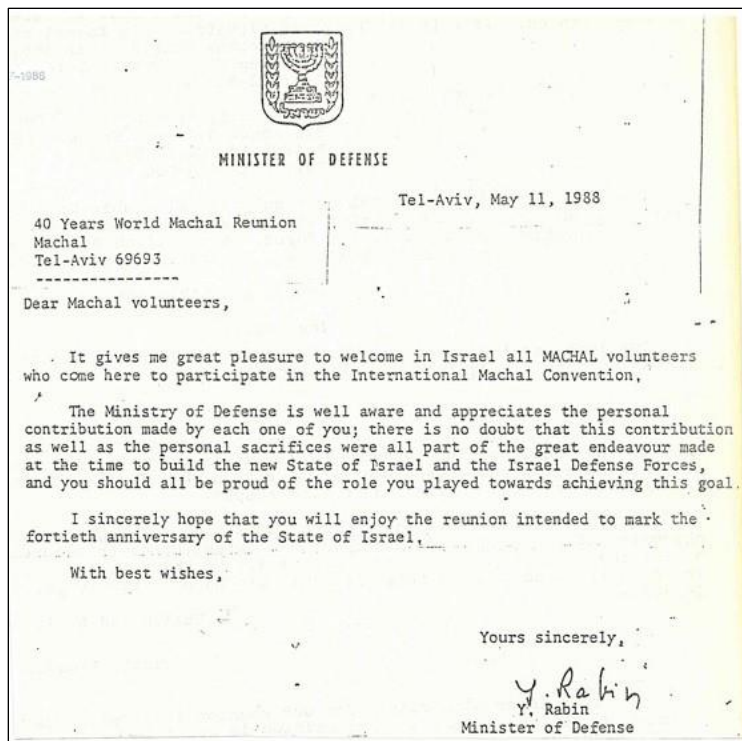 -1988
MINISTER OF DEFENSE
Tel-Aviv, May 11, 1988
40 Years World Machal Reunion
Machal
Tel-Aviv 69693
----------------
Dear Machal volunteers,
It gives me great pleasure to welcome in Israel all MACHAL volunteers
who come here to participate in the International Machal Convention.
The Ministry of Defense is well aware and appreciates the personal
contribution made by each one of you; there is no doubt that this contribution
as well as the personal sacrifices were all part of the great endeavour made
at the time to build the new State of Israel and the Israel Defense Forces,
and you should all be proud of the role you played towards achieving this goal.
I sincerely hope that you will enjoy the reunion intended to mark the
fortieth anniversary of the State of Israel.
With best wishes,
Yours sincerely,
Y. Rabin
Y. Rabin
Minister of Defense